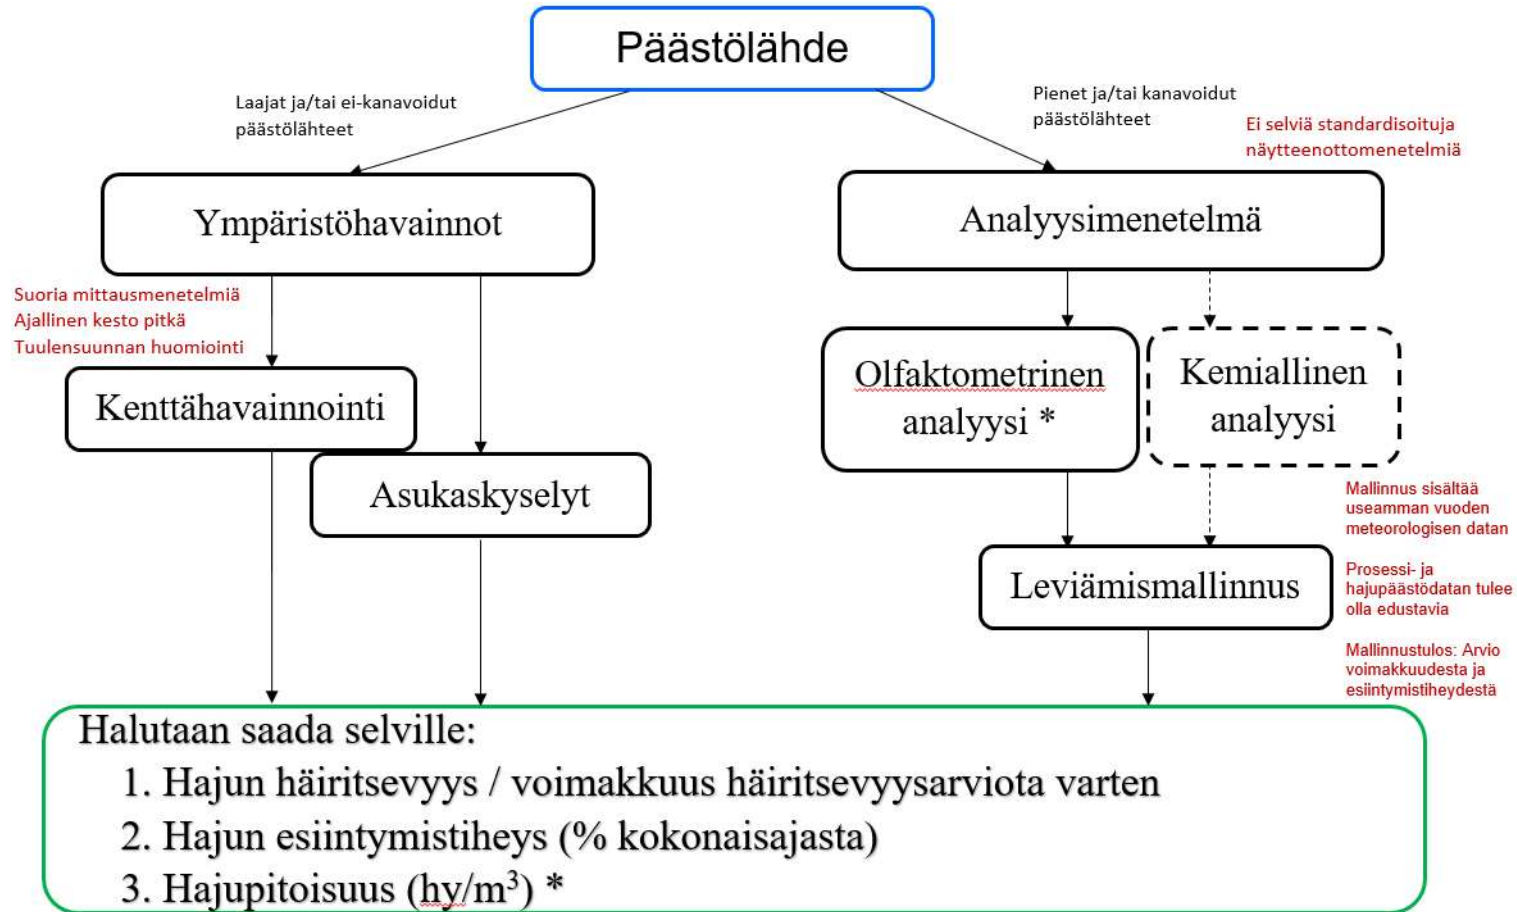 Päästölähde
Laajat ja/tai ei-kanavoidut
päästölähteet
Pienet ja/tai kanavoidut
päästölähteet
Ei selviä standardisoituja
näytteenottomenetelmiä
Ympäristöhavainnot
Analyysimenetelmä
Suoria mittausmenetelmiä
Ajallinen kesto pitkä
Tuulensuunnan huomiointi
Kenttähavainnointi
Asukaskyselyt
Olfaktometrinen
analyysi *
Kemiallinen
analyysi
Mallinnus sisältää
useamman vuoden
meteorologisen datan
Leviämismallinnus
Prosessi- ja
hajupäästödatan tulee
olla edustavia
Mallinnustulos: Arvio
voimakkuudesta ja
esiintymistiheydestä
Halutaan saada selville:
1. Hajun häiritsevyys / voimakkuus häiritsevyysarviota varten
2. Hajun esiintymistiheys (% kokonaisajasta)
3. Hajupitoisuus (hy/m³) *